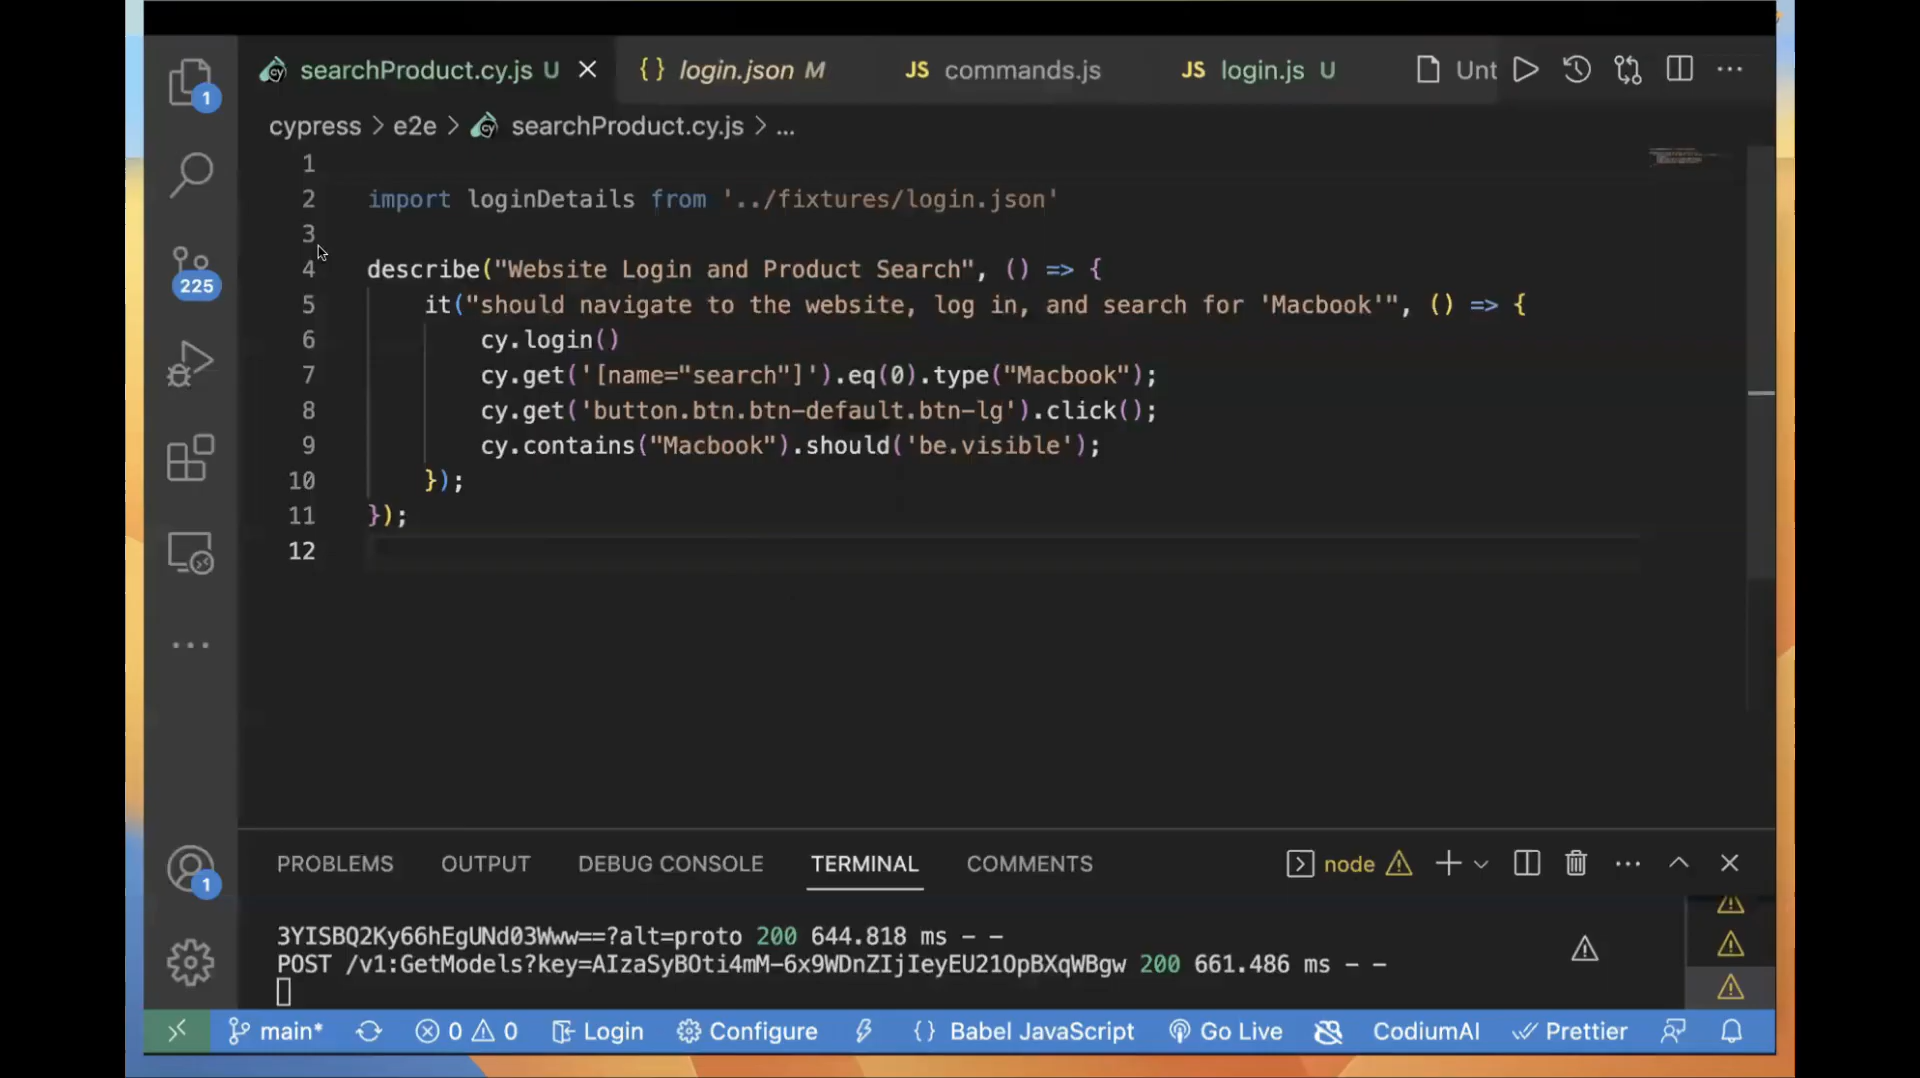 searchProduct.cy.js U
{} login.json M
JS commands.js
JS login.js U
Unt
cypress > e2e > searchProduct.cy.js > ...
1
2 import loginDetails from '../fixtures/login.json'
3
4 describe("Website Login and Product Search", () => {
5 it("should navigate to the website, log in, and search for 'Macbook'", () => {
6 cy.login()
7 cy.get('[name="search"]').eq(0).type("Macbook");
8 cy.get('button.btn.btn-default.btn-lg').click();
9 cy.contains("Macbook").should('be.visible');
10 });
11 });
12
1
225
1
PROBLEMS OUTPUT DEBUG CONSOLE TERMINAL COMMENTS
node
3YISBQ2Ky66hEgUNd03Www==?alt=proto 200 644.818 ms - -
POST /v1:GetModels?key=AIzaSyBOti4mM-6x9WDnZIjIeyEU21OpBXqWBgw 200 661.486 ms - -
main* 0 0 Login Configure {} Babel JavaScript Go Live CodiumAI Prettier